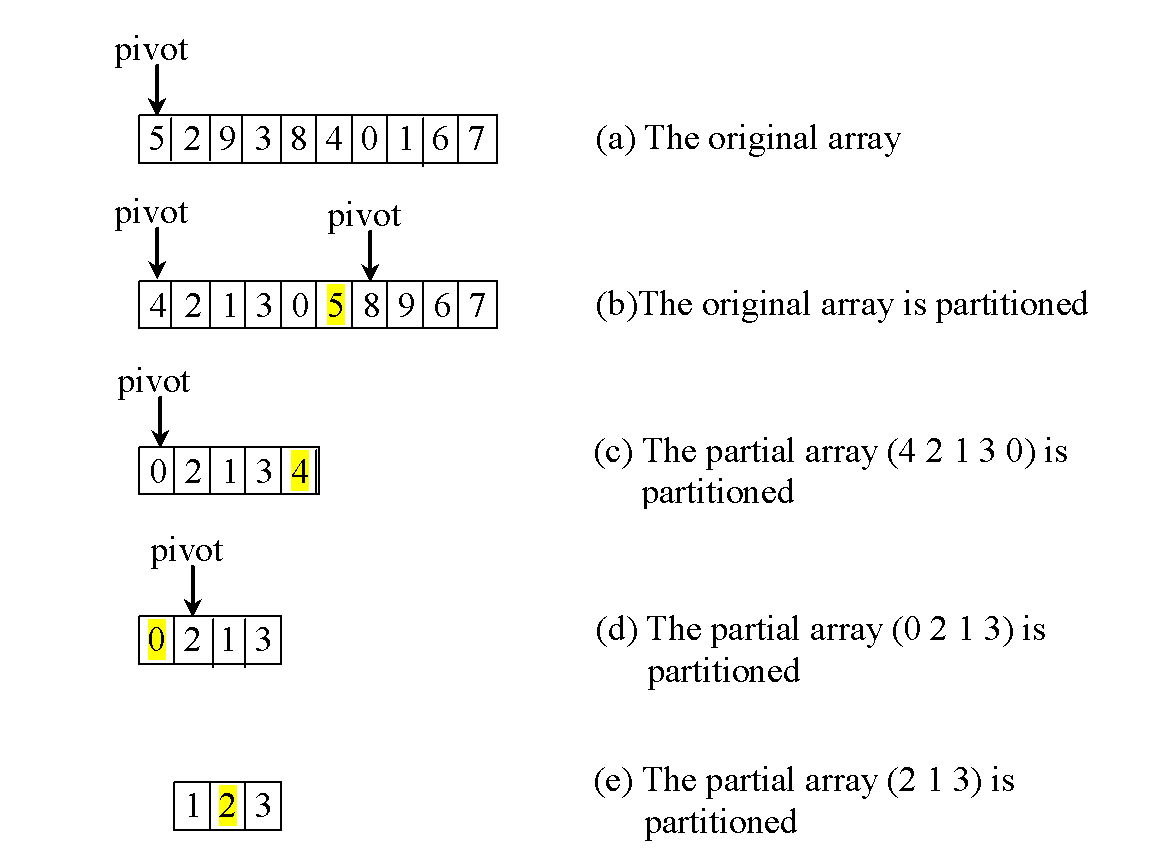 pivot
5 2 9 3 8 4 0 1 6 7
(a) The original array
pivot
pivot
4 2 1 3 0 5 8 9 6 7
(b)The original array is partitioned
pivot
0 2 1 3 4
(c) The partial array (4 2 1 3 0) is
partitioned
pivot
0 2 1 3
(d) The partial array (0 2 1 3) is
partitioned
1 2 3
(e) The partial array (2 1 3) is
partitioned